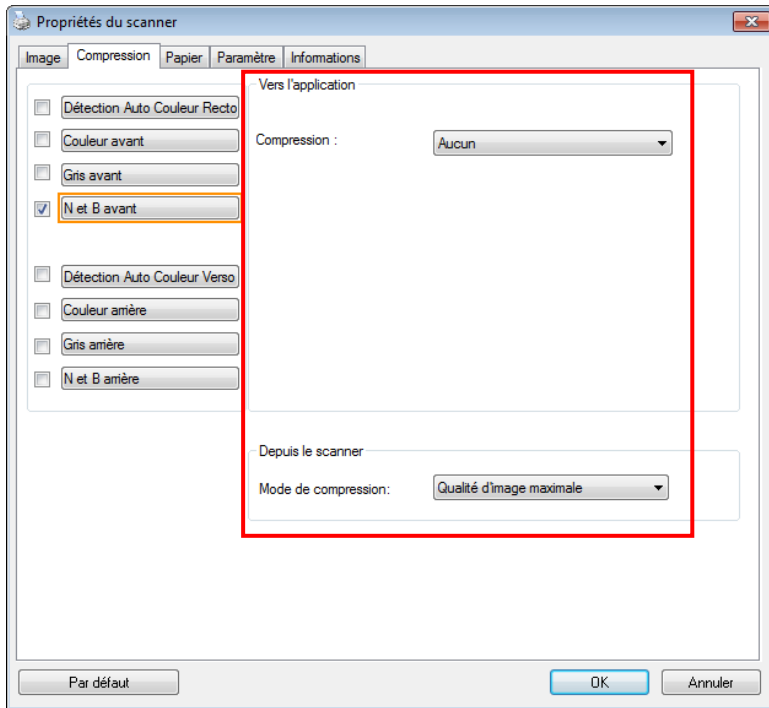 Propriétés du scanner
Image
Compression
Papier
Paramètre
Informations
Détection Auto Couleur Recto
Couleur avant
Gris avant
N et B avant
Détection Auto Couleur Verso
Couleur arrière
Gris arrière
N et B arrière
Vers l'application
Compression :
Aucun
Depuis le scanner
Mode de compression:
Qualité d'image maximale
Par défaut
OK
Annuler